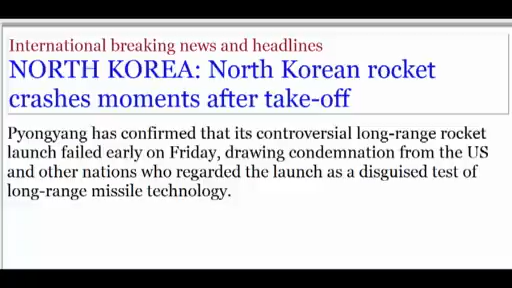 International breaking news and headlines
NORTH KOREA: North Korean rocket
crashes moments after take-off
Pyongyang has confirmed that its controversial long-range rocket
launch failed early on Friday, drawing condemnation from the US
and other nations who regarded the launch as a disguised test of
long-range missile technology.